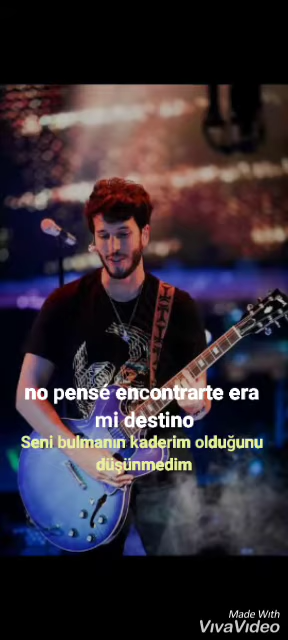 no pensé encontrarte era
mi destino
Seni bulmanın kaderim olduğunu
düşünmedim
Made With
VivaVideo